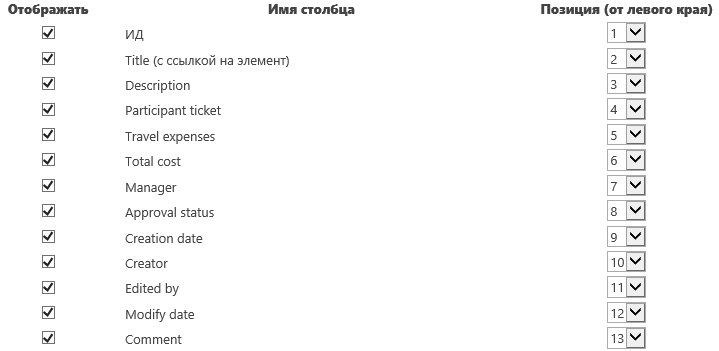 Отображать Имя столбца Позиция (от левого края)
ИД 1
Title (с ссылкой на элемент) 2
Description 3
Participant ticket 4
Travel expenses 5
Total cost 6
Manager 7
Approval status 8
Creation date 9
Creator 10
Edited by 11
Modify date 12
Comment 13